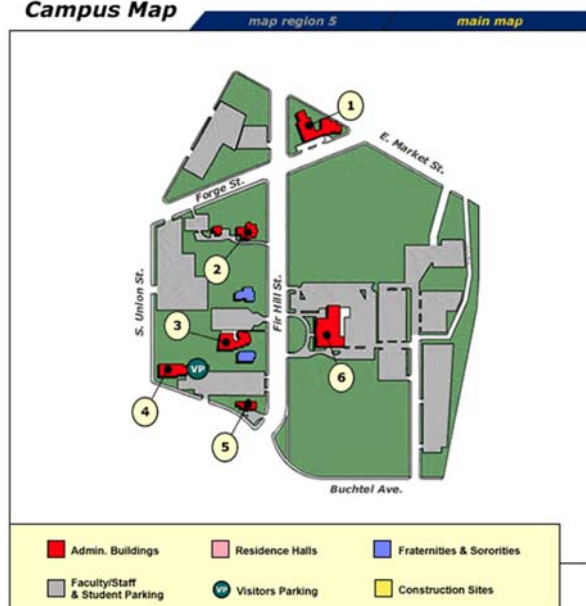 Campus Map
map region 5
main map
1
E. Market St.
Forge St.
2
S. Union St.
Fir Hill St.
3
VP
4
6
5
Buchtel Ave.
Admin. Buildings
Residence Halls
Fraternities & Sororities
Faculty/Staff
& Student Parking
VP
Visitors Parking
Construction Sites